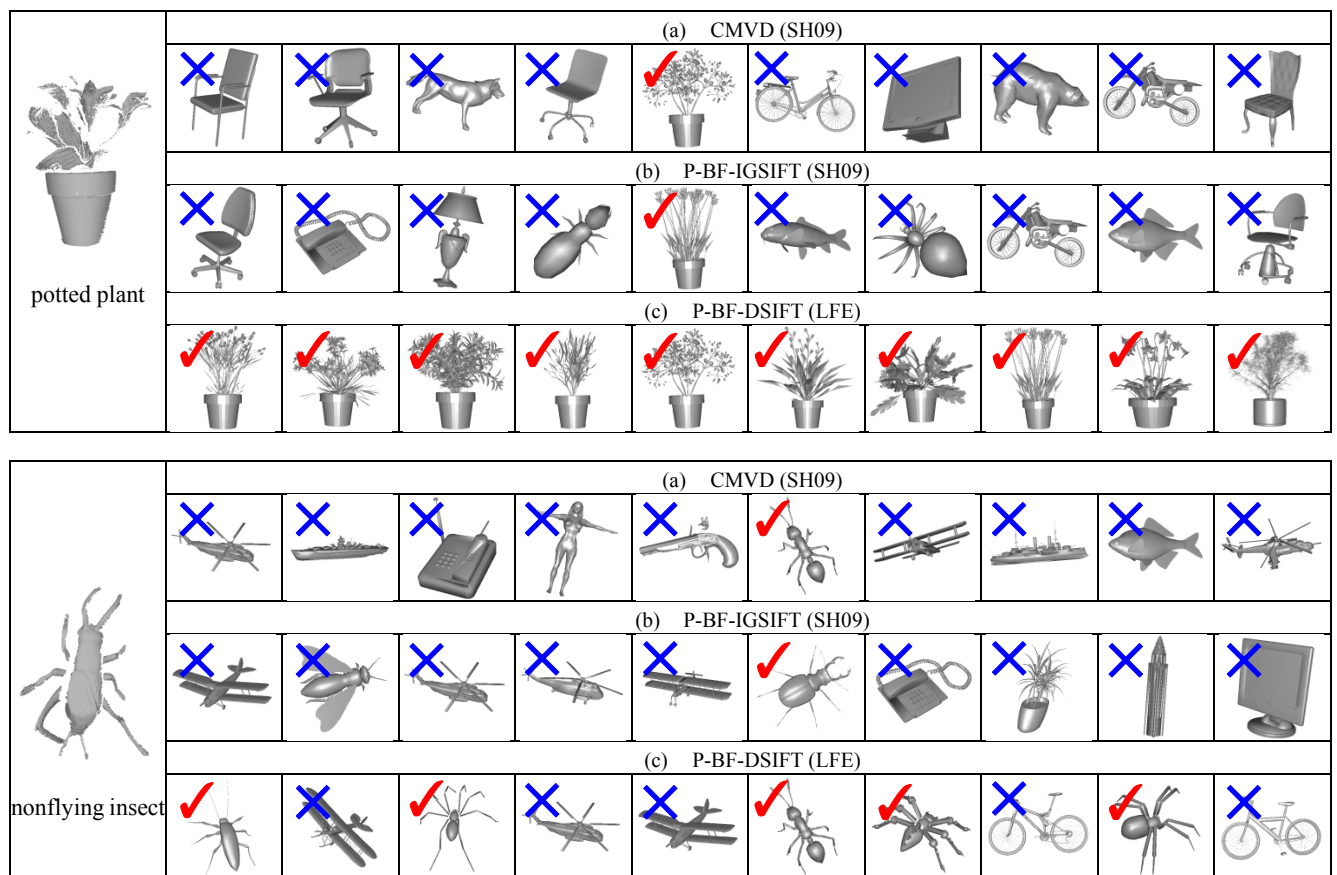 (a) CMVD (SH09)
(b) P-BF-IGSIFT (SH09)
potted plant
(c) P-BF-DSIFT (LFE)
(a) CMVD (SH09)
(b) P-BF-IGSIFT (SH09)
(c) P-BF-DSIFT (LFE)
nonflying insect